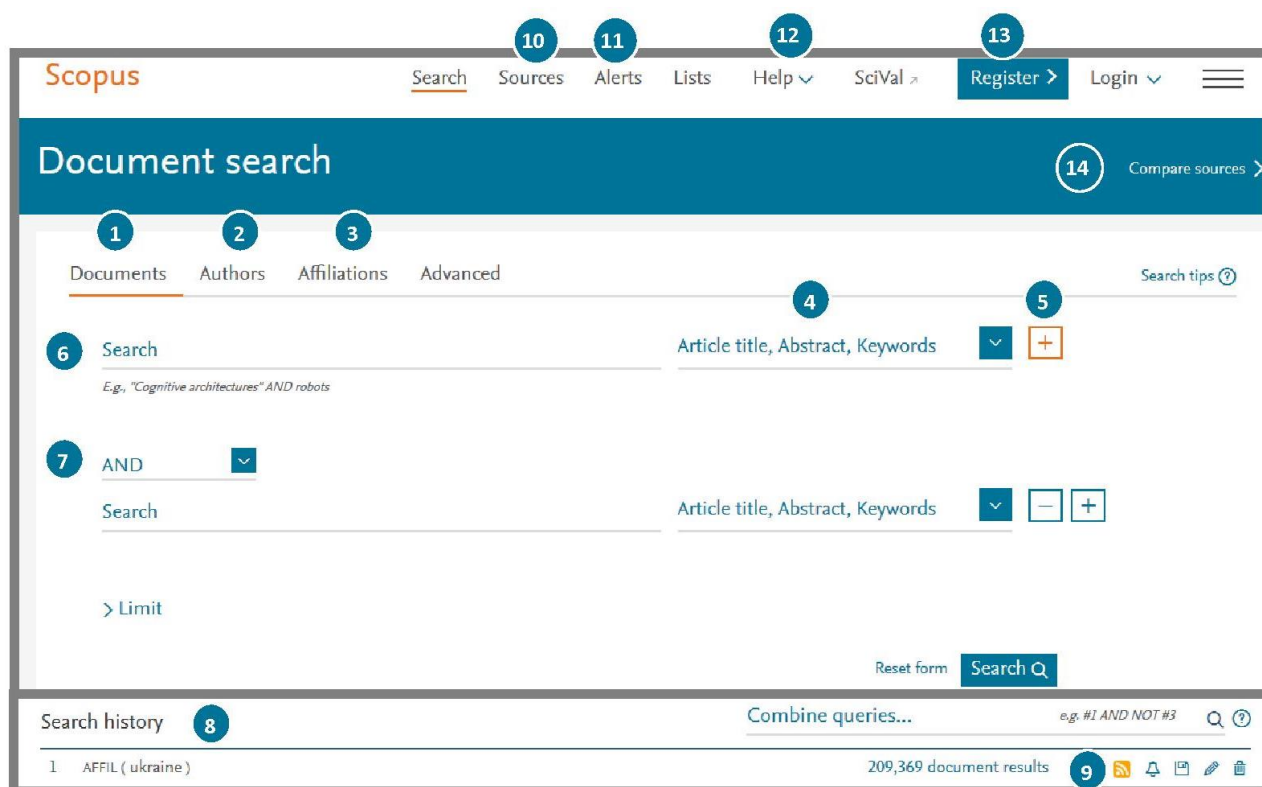 10 11 12 13
Scopus Search Sources Alerts Lists Help SciVal Register Login
Document search 14 Compare sources
1 2 3
Documents Authors Affiliations Advanced Search tips
4 5
6 Search Article title, Abstract, Keywords
E.g., "Cognitive architectures" AND robots
7 AND
Search Article title, Abstract, Keywords
Limit
Reset form Search
Search history 8 Combine queries... e.g. #1 AND NOT #3
1 AFFIL ( ukraine ) 209,369 document results 9